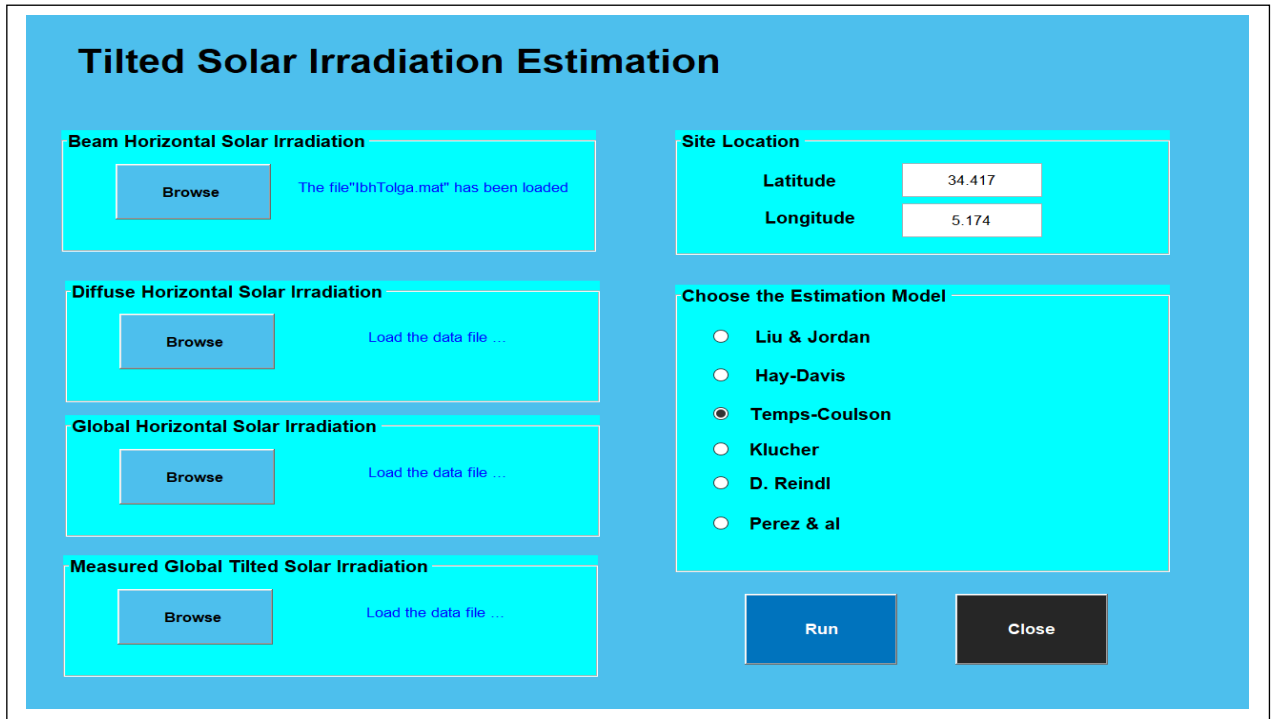 Tilted Solar Irradiation Estimation
Beam Horizontal Solar Irradiation
Browse
The file"IbhTolga.mat" has been loaded
Diffuse Horizontal Solar Irradiation
Browse
Load the data file ...
Global Horizontal Solar Irradiation
Browse
Load the data file ...
Measured Global Tilted Solar Irradiation
Browse
Load the data file ...
Site Location
Latitude
34.417
Longitude
5.174
Choose the Estimation Model
Liu & Jordan
Hay-Davis
Temps-Coulson
Klucher
D. Reindl
Perez & al
Run
Close